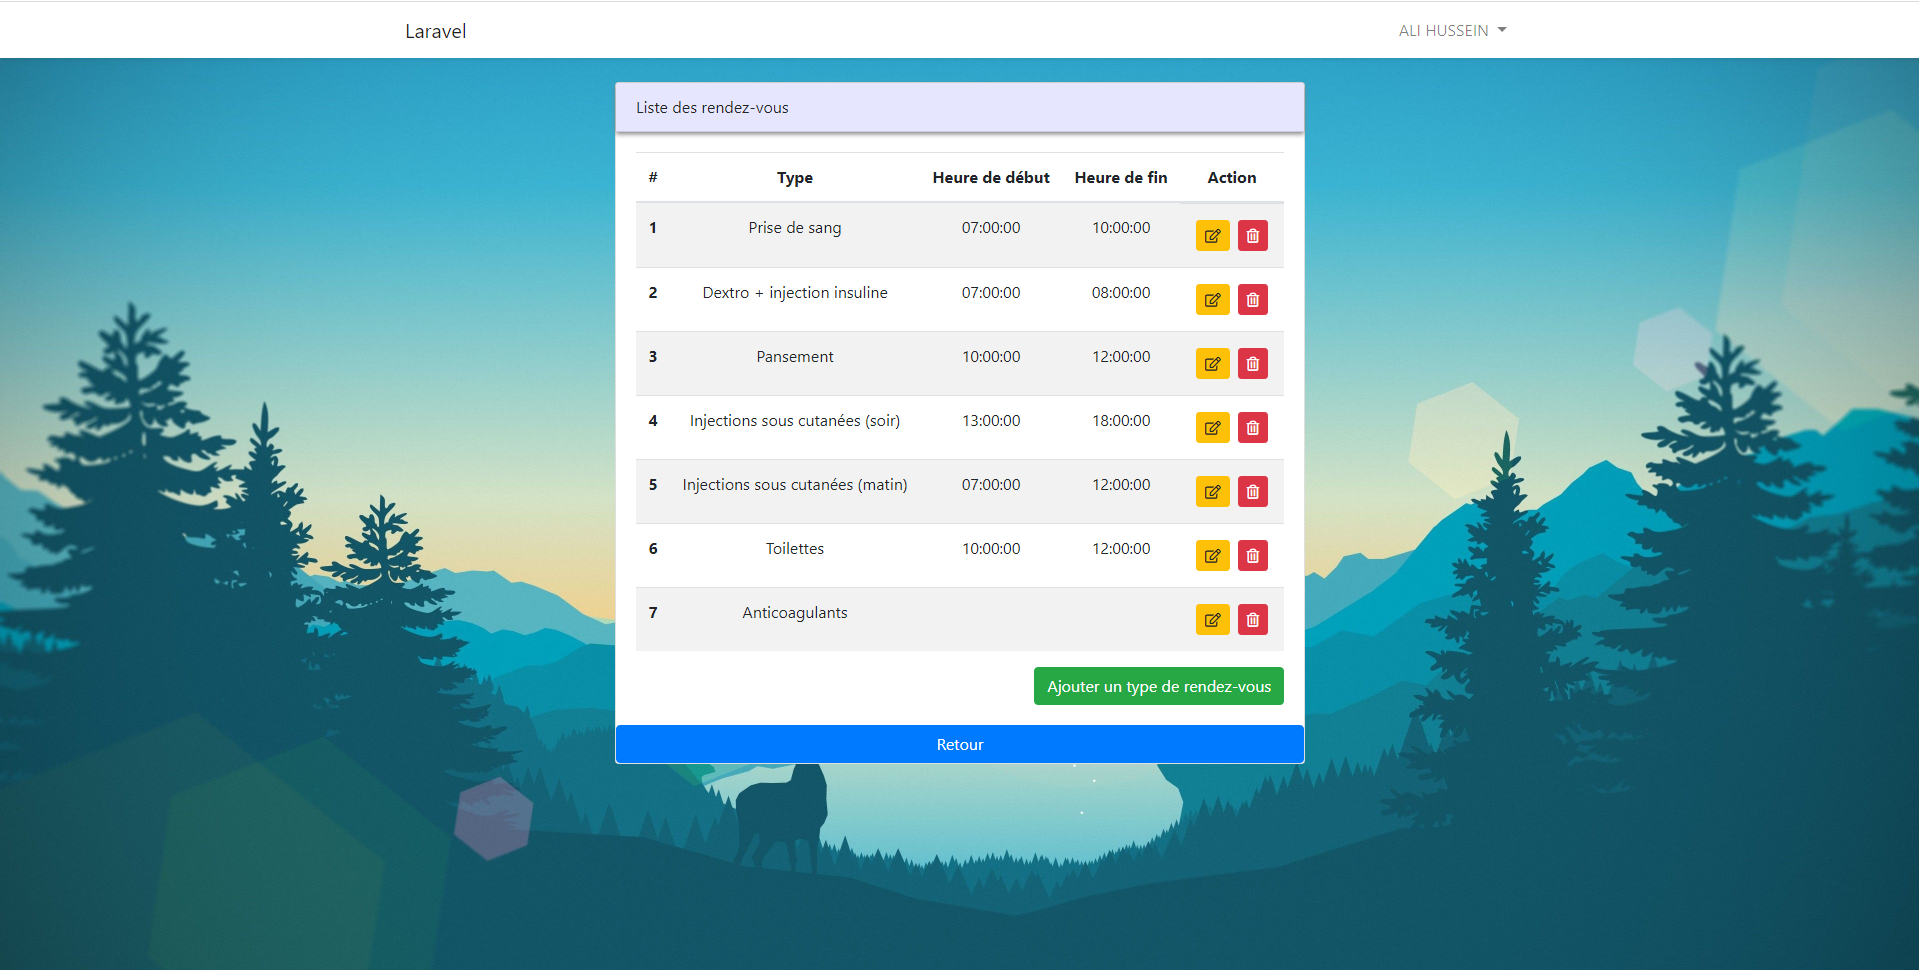 Laravel
ALI HUSSEIN
Liste des rendez-vous
# Type Heure de début Heure de fin Action
1 Prise de sang 07:00:00 10:00:00
2 Dextro + injection insuline 07:00:00 08:00:00
3 Pansement 10:00:00 12:00:00
4 Injections sous cutanées (soir) 13:00:00 18:00:00
5 Injections sous cutanées (matin) 07:00:00 12:00:00
6 Toilettes 10:00:00 12:00:00
7 Anticoagulants
Ajouter un type de rendez-vous
Retour